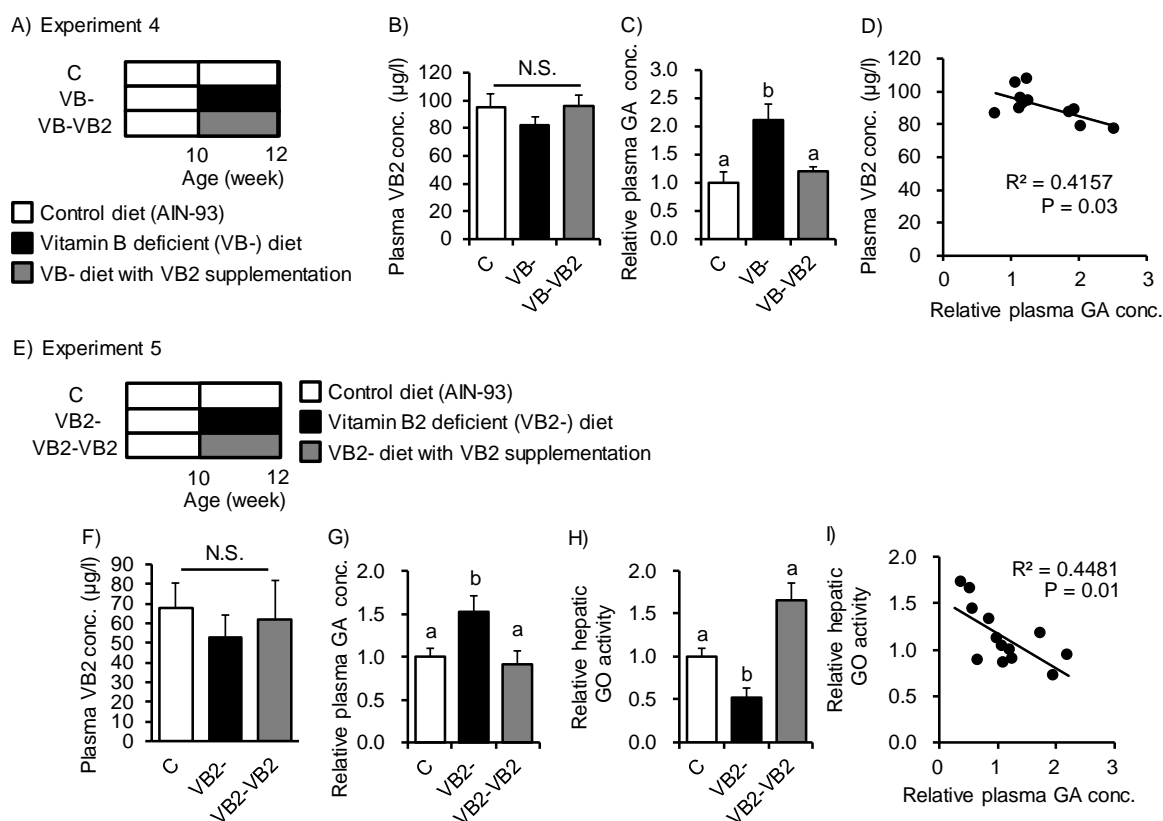 A) Experiment 4
C
VB-
VB-VB2
10
12
Age (week)
Control diet (AIN-93)
Vitamin B deficient (VB-) diet
VB- diet with VB2 supplementation
B)
Plasma VB2 conc. (µg/l)
120
100
80
60
40
20
0
N.S.
C
VB-
VB-VB2
C)
Relative plasma GA conc.
3.0
2.5
2.0
1.5
1.0
0.5
0.0
a
b
a
C
VB-
VB-VB2
D)
Plasma VB2 conc. (µg/l)
120
100
80
60
40
20
0
R² = 0.4157
P = 0.03
0
1
2
3
Relative plasma GA conc.
E) Experiment 5
C
VB2-
VB2-VB2
10
12
Age (week)
Control diet (AIN-93)
Vitamin B2 deficient (VB2-) diet
VB2- diet with VB2 supplementation
F)
Plasma VB2 conc. (µg/l)
90
80
70
60
50
40
30
20
10
0
N.S.
C
VB2-
VB2-VB2
G)
Relative plasma GA conc.
2.0
1.5
1.0
0.5
0.0
a
b
a
C
VB2-
VB2-VB2
H)
Relative hepatic
GO activity
2.0
1.5
1.0
0.5
0.0
a
b
a
C
VB2-
VB2-VB2
I)
Relative hepatic
GO activity
2.0
1.5
1.0
0.5
0.0
R² = 0.4481
P = 0.01
0
1
2
3
Relative plasma GA conc.